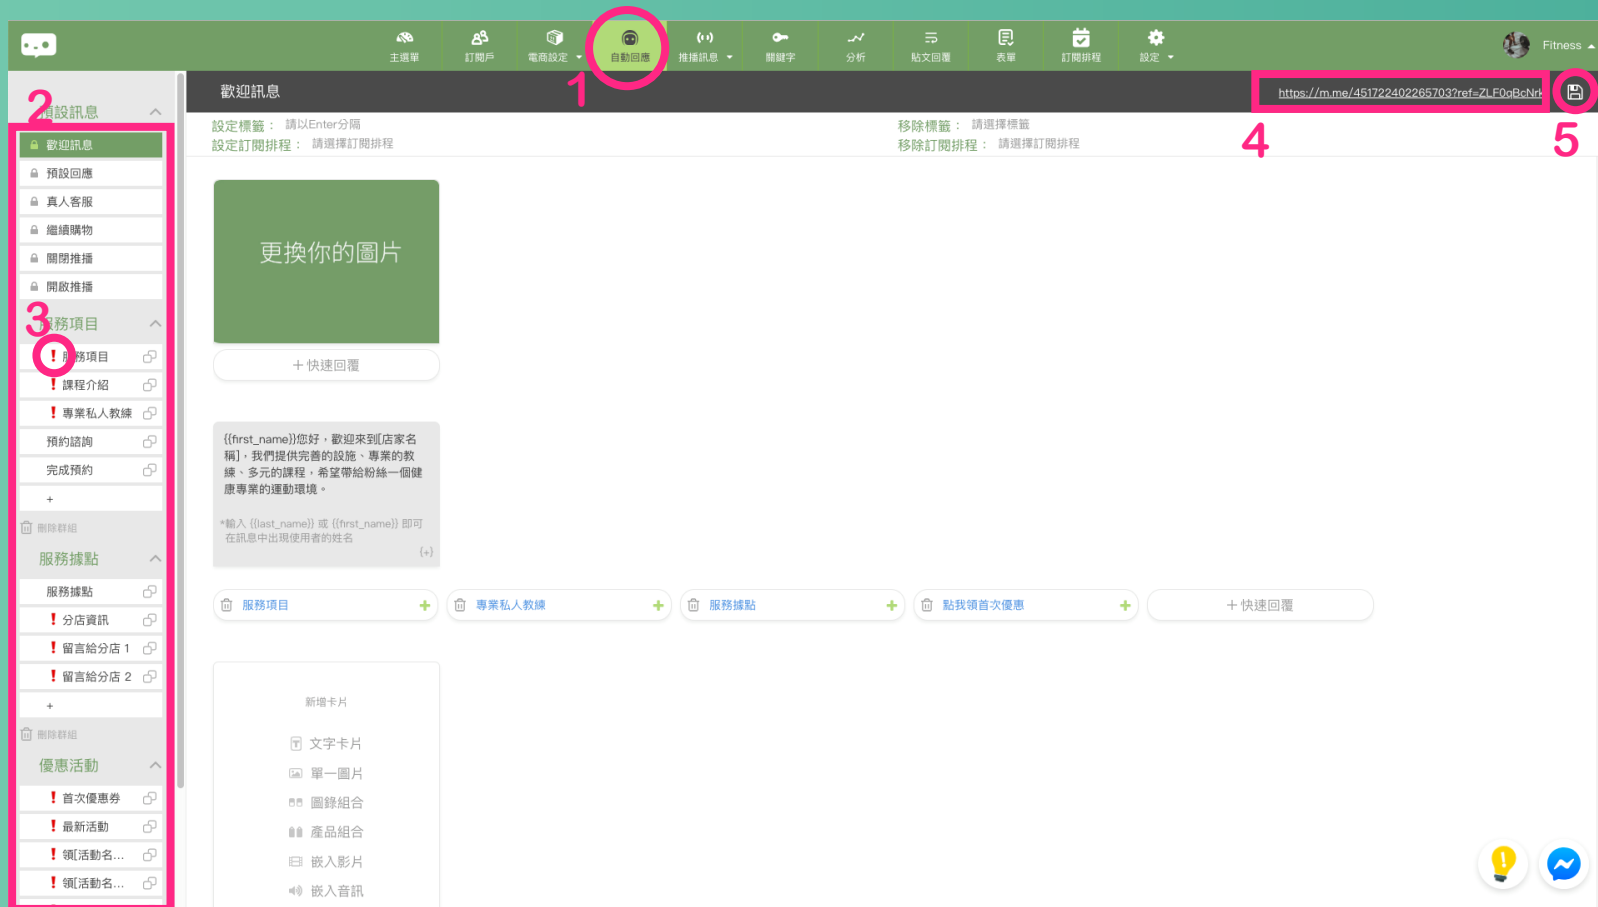 主選單
訂閱戶
電商設定
自動回應
推播訊息
關鍵字
分析
貼文回覆
表單
訂閱排程
設定
Fitness
1
2
預設訊息
歡迎訊息
https://m.me/451722402265703?ref=ZLF0qBcNrk
4
5
設定標籤： 請以Enter分隔
移除標籤： 請選擇標籤
設定訂閱排程： 請選擇訂閱排程
移除訂閱排程： 請選擇訂閱排程
歡迎訊息
預設回應
真人客服
繼續購物
關閉推播
開啟推播
3
服務項目
服務項目
課程介紹
專業私人教練
預約諮詢
完成預約
+
刪除群組
服務據點
服務據點
分店資訊
留言給分店 1
留言給分店 2
+
刪除群組
優惠活動
首次優惠券
最新活動
領[活動名...
領[活動名...
更換你的圖片
+ 快速回覆
{{first_name}}您好，歡迎來到[店家名
稱]，我們提供完善的設施、專業的教
練、多元的課程，希望帶給粉絲一個健
康專業的運動環境。
*輸入 {{last_name}} 或 {{first_name}} 即可
在訊息中出現使用者的姓名
{+}
服務項目
專業私人教練
服務據點
點我領首次優惠
+ 快速回覆
新增卡片
文字卡片
單一圖片
圖錄組合
產品組合
嵌入影片
嵌入音訊